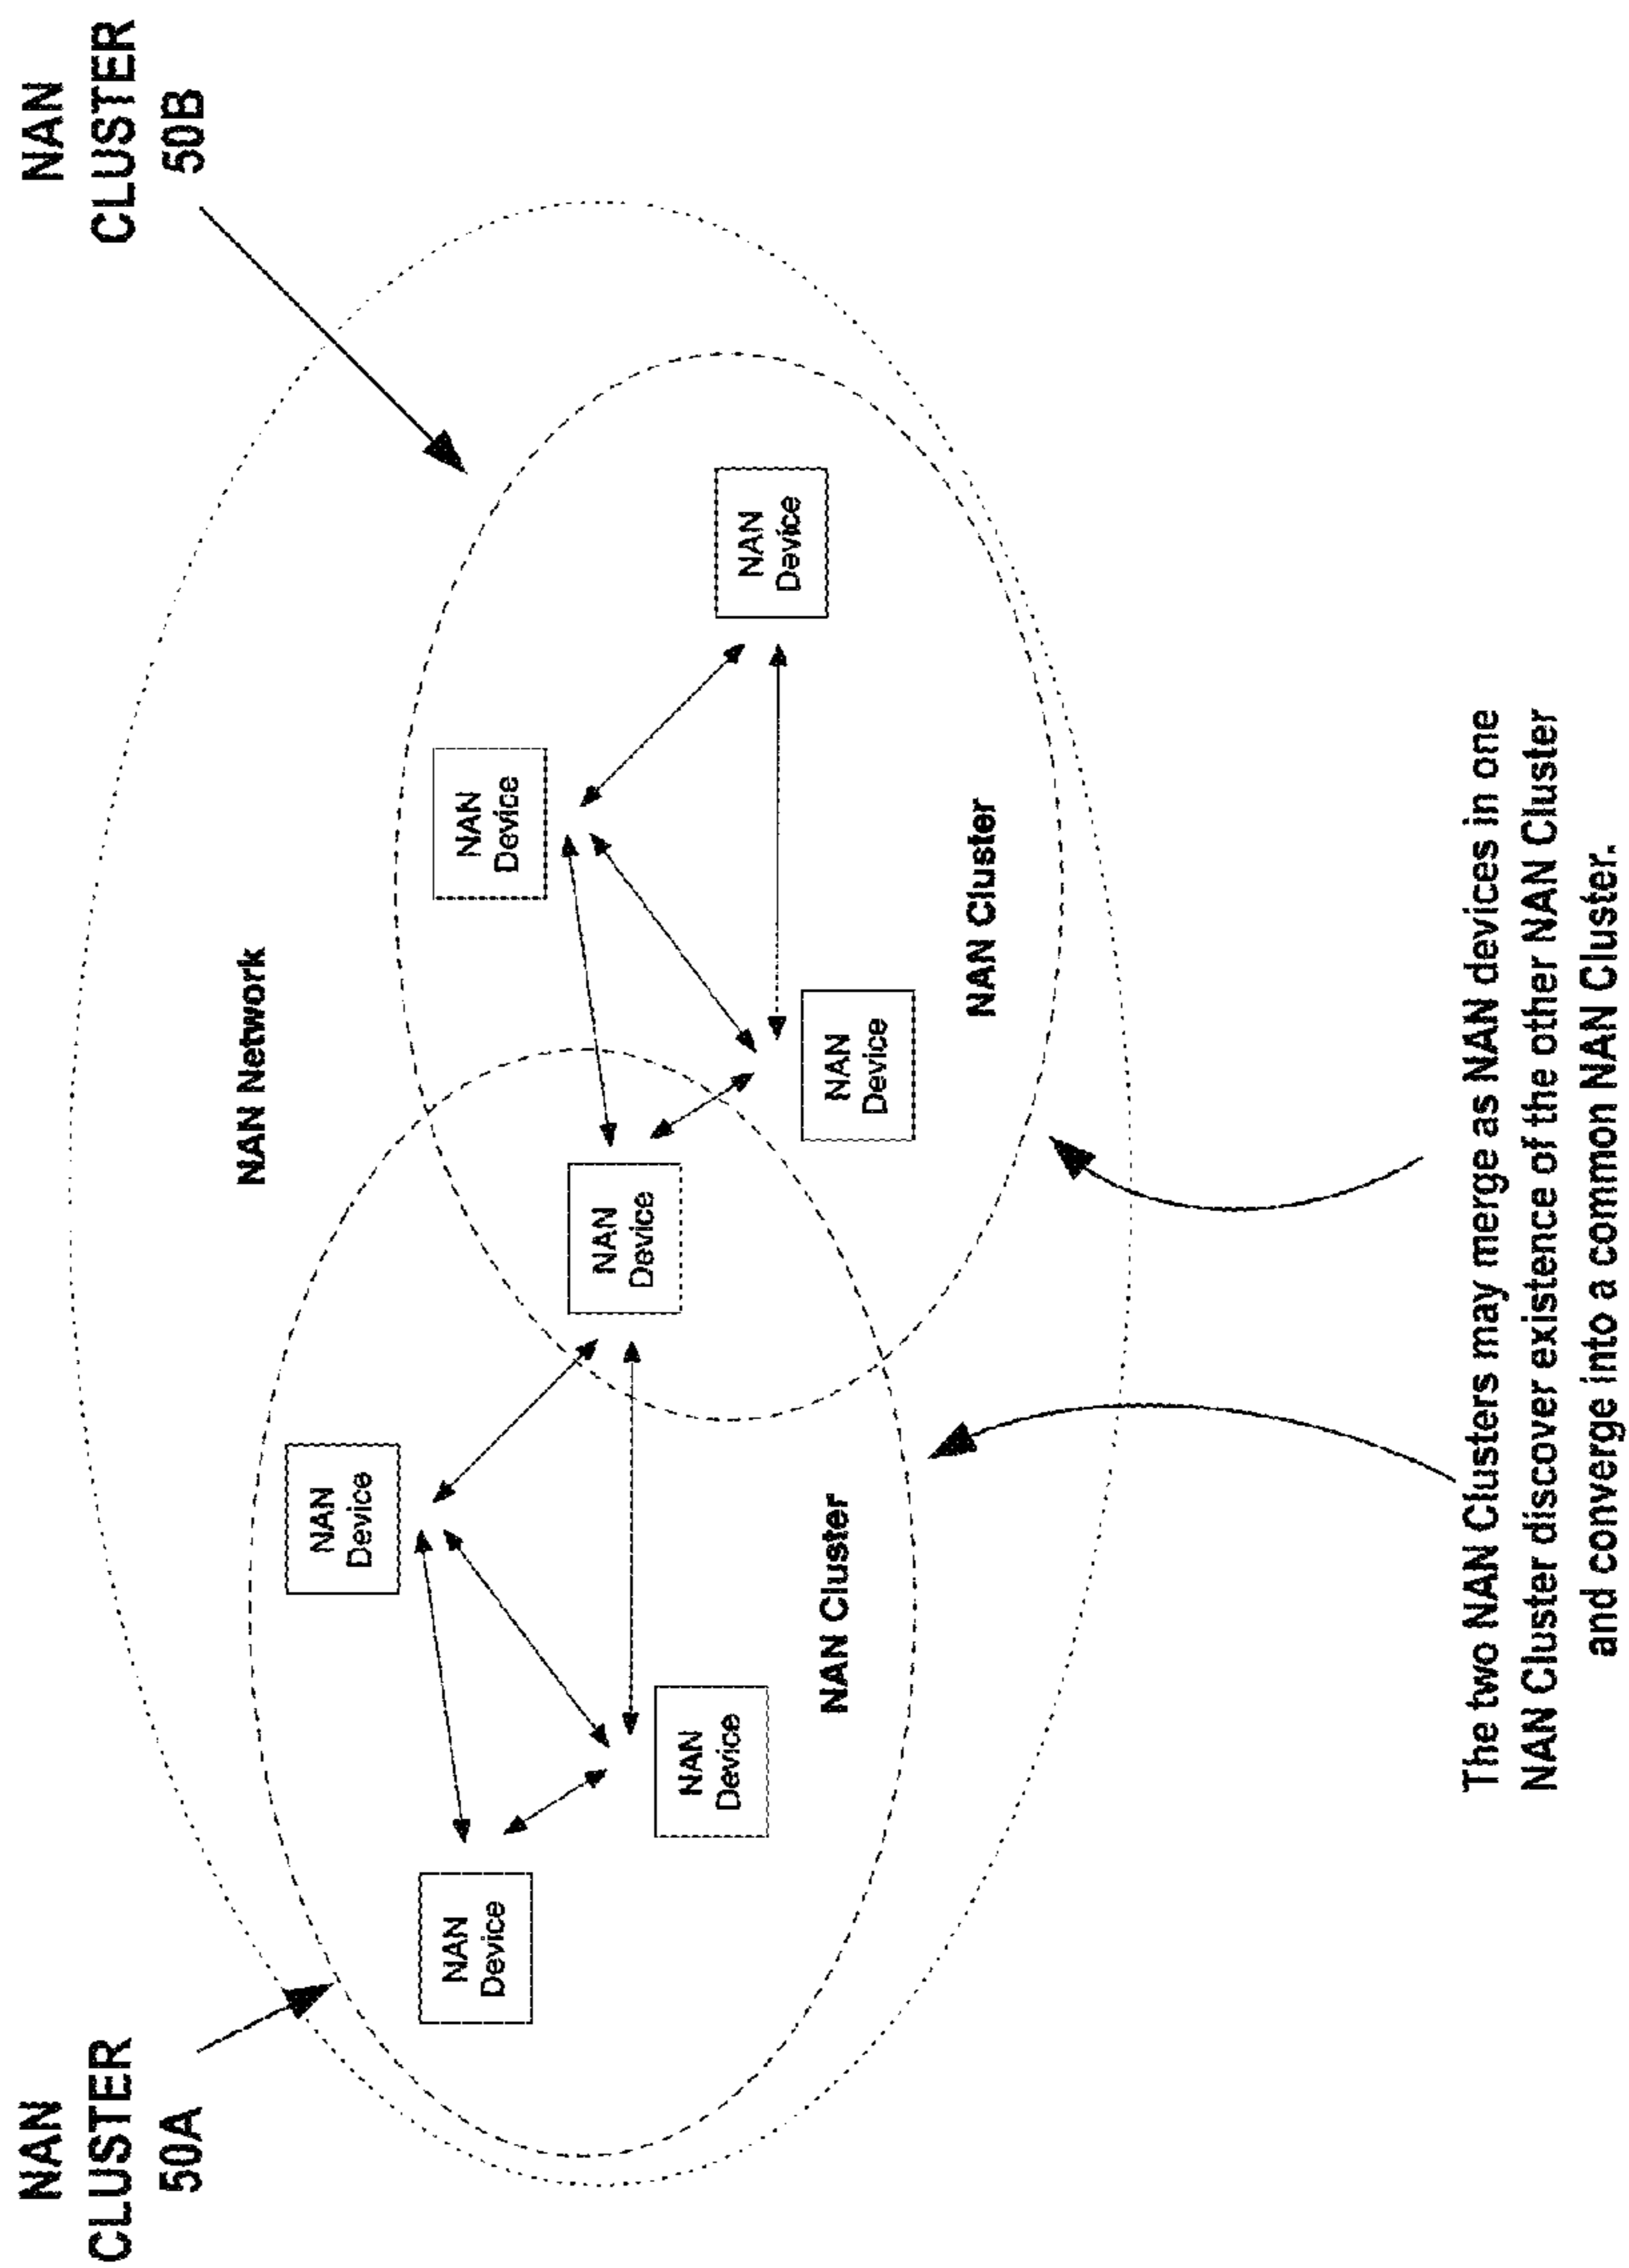 NAN
CLUSTER
50A
NAN
CLUSTER
50B
NAN Network
NAN
Device
NAN
Device
NAN
Device
NAN
Device
NAN
Device
NAN
Device
NAN
Device
NAN Cluster
NAN Cluster
The two NAN Clusters may merge as NAN devices in one
NAN Cluster discover existence of the other NAN Cluster
and converge into a common NAN Cluster.